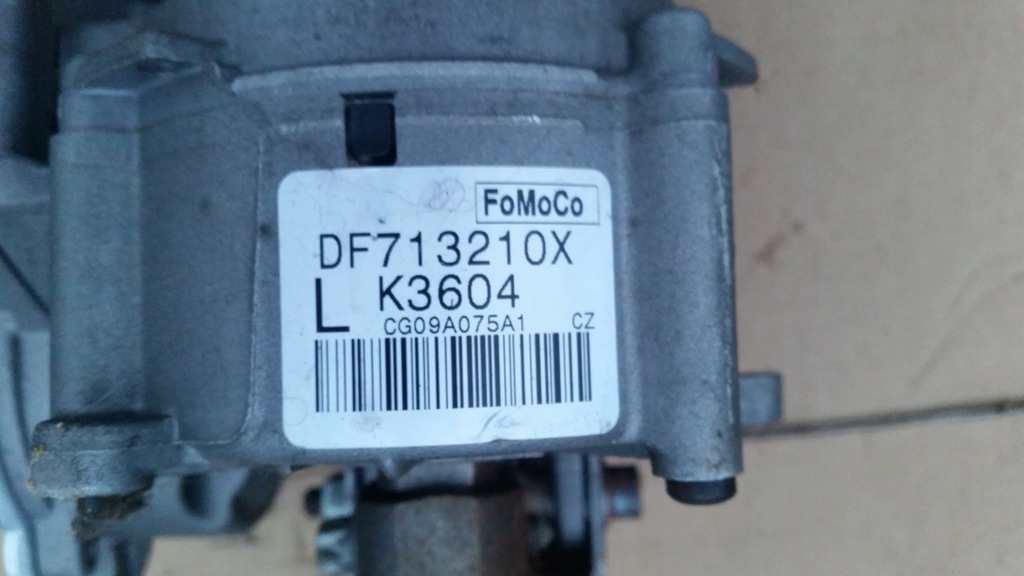 FoMoCo
DF713210X
L K3604
CG09A075A1 CZ